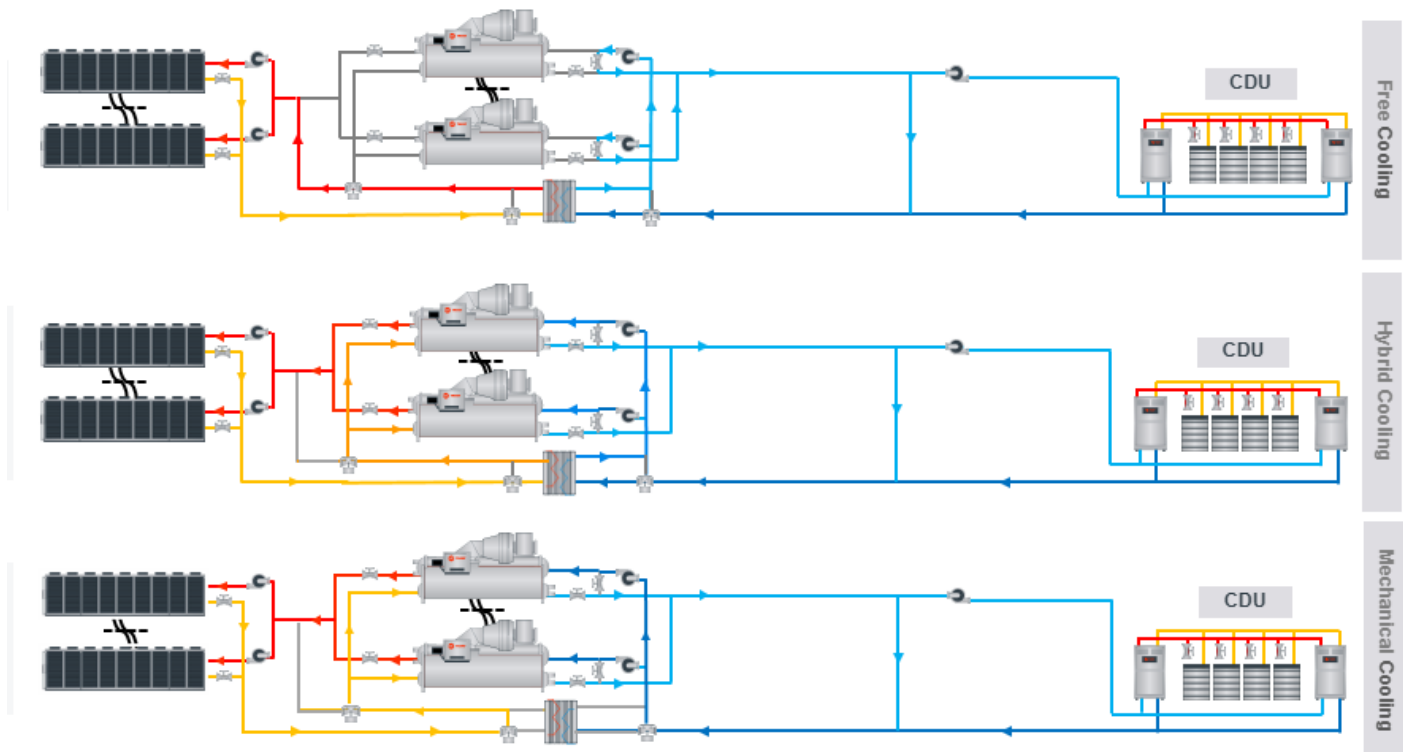 CDU
Free Cooling
CDU
Hybrid Cooling
CDU
Mechanical Cooling